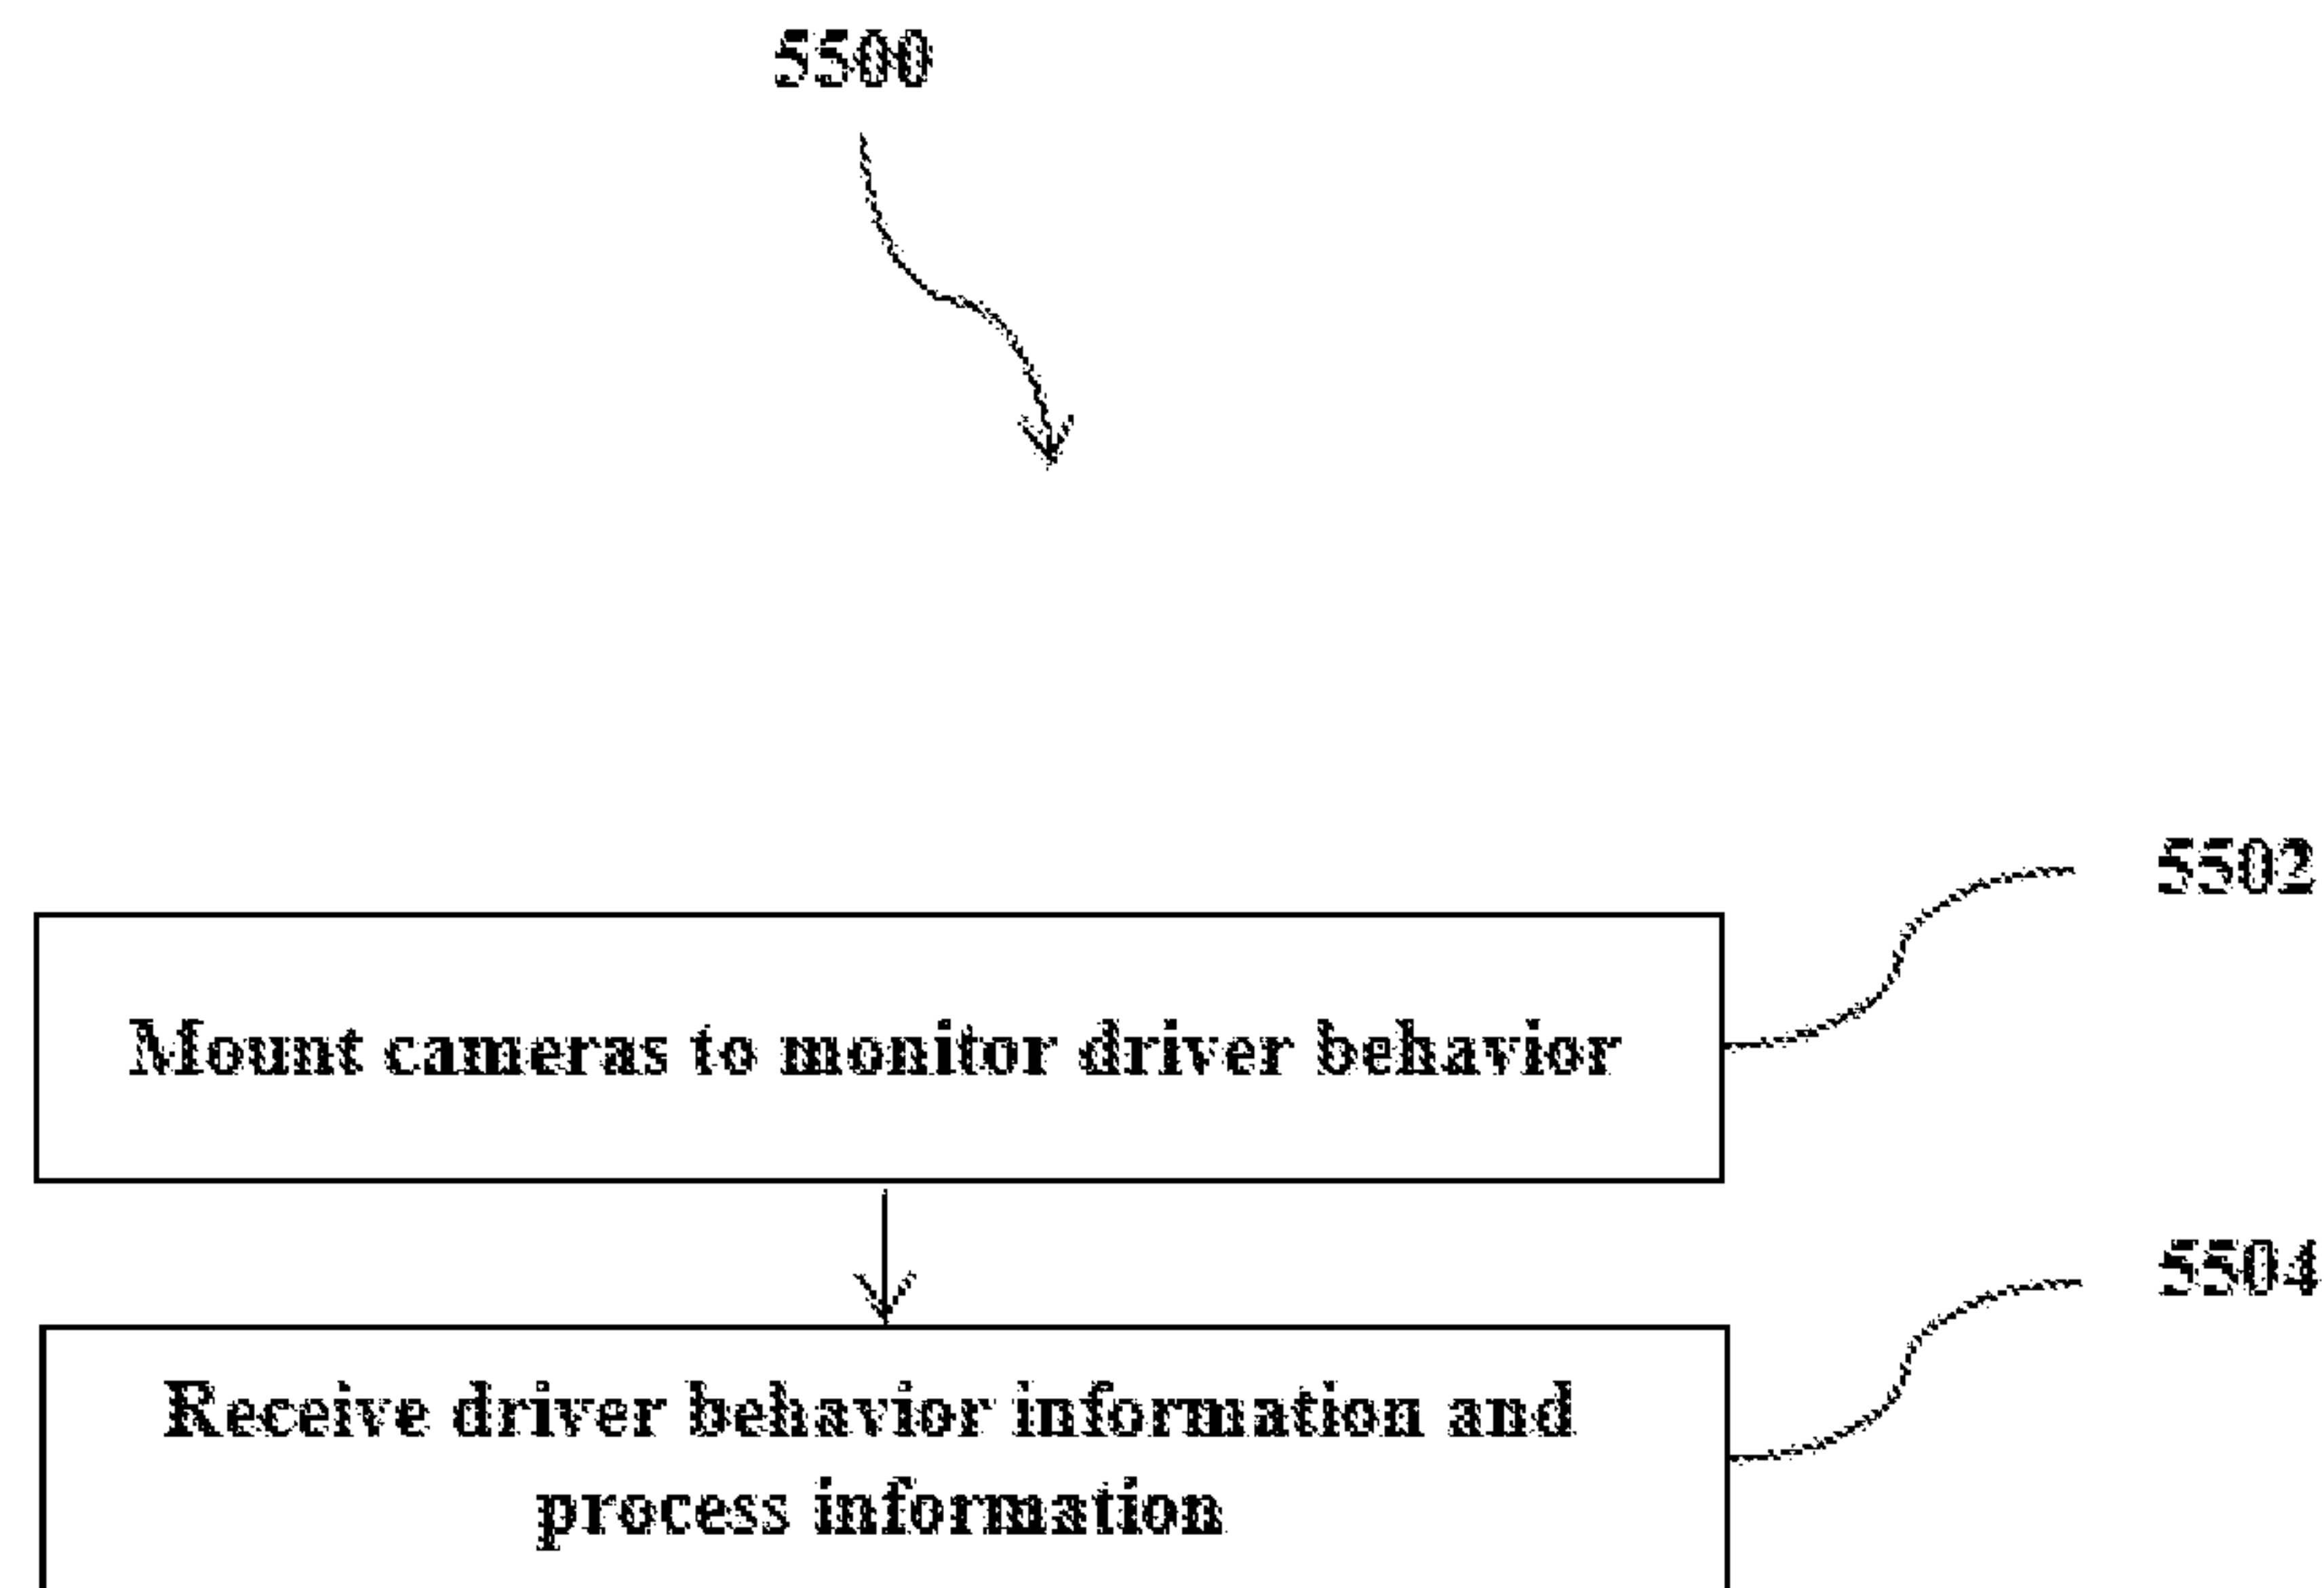 5500
5502
Mount cameras to monitor driver behavior
5504
Receive driver behavior information and
process information